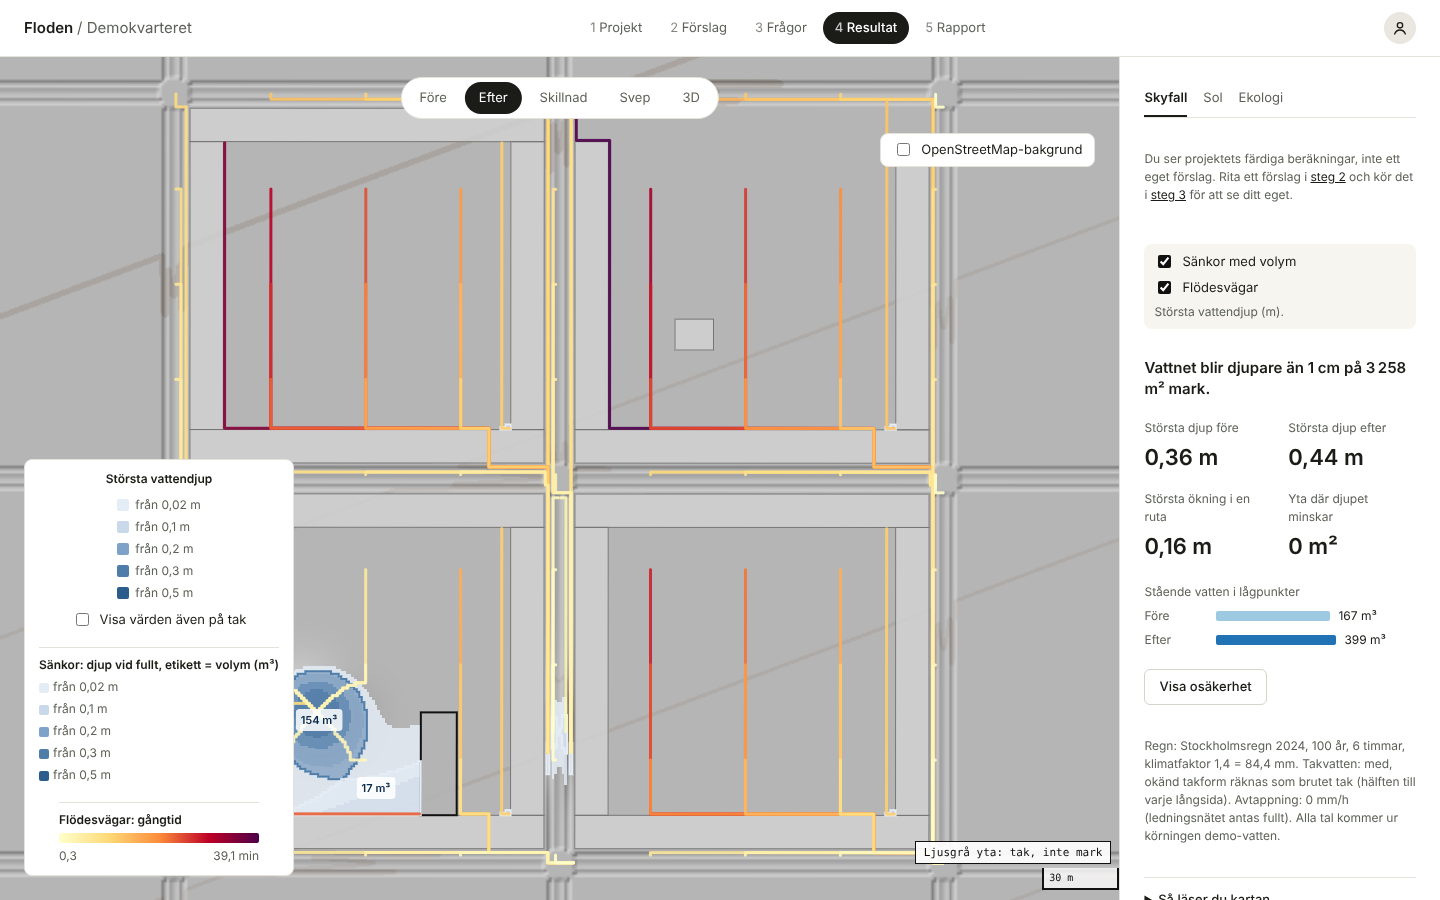 Floden / Demokvarteret
1 Projekt
2 Förslag
3 Frågor
4 Resultat
5 Rapport
Före
Efter
Skillnad
Svep
3D
OpenStreetMap-bakgrund
Skyfall
Sol
Ekologi
Du ser projektets färdiga beräkningar, inte ett
eget förslag. Rita ett förslag i steg 2 och kör det
i steg 3 för att se ditt eget.
Sänkor med volym
Flödesvägar
Största vattendjup (m).
Vattnet blir djupare än 1 cm på 3 258
m² mark.
Största djup före
0,36 m
Största djup efter
0,44 m
Största ökning i en
ruta
0,16 m
Yta där djupet
minskar
0 m²
Stående vatten i lågpunkter
Före
167 m³
Efter
399 m³
Visa osäkerhet
Regn: Stockholmsregn 2024, 100 år, 6 timmar,
klimatfaktor 1,4 = 84,4 mm. Takvatten: med,
okänd takform räknas som brutet tak (hälften till
varje långsida). Avtappning: 0 mm/h
(ledningsnätet antas fullt). Alla tal kommer ur
körningen demo-vatten.
Så läser du kartan
Största vattendjup
från 0,02 m
från 0,1 m
från 0,2 m
från 0,3 m
från 0,5 m
Visa värden även på tak
Sänkor: djup vid fullt, etikett = volym (m³)
från 0,02 m
från 0,1 m
från 0,2 m
från 0,3 m
från 0,5 m
Flödesvägar: gångtid
0,3
39,1 min
154 m³
17 m³
Ljusgrå yta: tak, inte mark
30 m